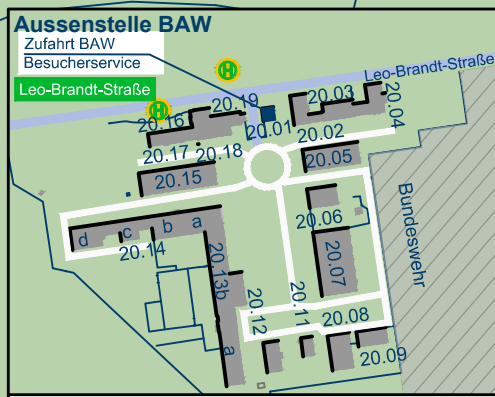 Aussenstelle BAW
Zufahrt BAW
Besucherservice
Leo-Brandt-Straße
H
H
Leo-Brandt-Straße
20.19
20.03
20.04
20.16
20.01
20.02
20.17
20.18
20.05
20.15
20.06
Bundeswehr
a
b
c
d
20.14
20.13b
20.07
20.11
20.12
20.08
a
20.09